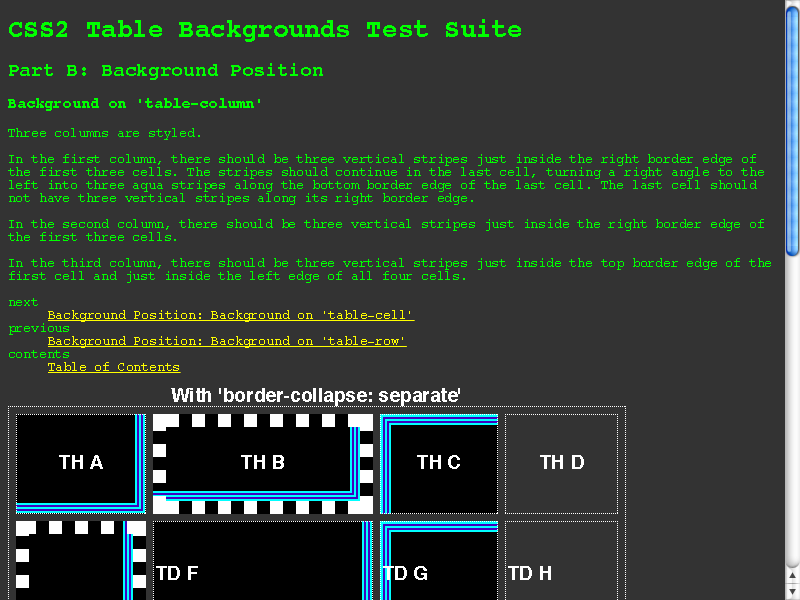 CSS2 Table Backgrounds Test Suite
Part B: Background Position
Background on 'table-column'
Three columns are styled.
In the first column, there should be three vertical stripes just inside the right border edge of
the first three cells. The stripes should continue in the last cell, turning a right angle to the
left into three aqua stripes along the bottom border edge of the last cell. The last cell should
not have three vertical stripes along its right border edge.
In the second column, there should be three vertical stripes just inside the right border edge of
the first three cells.
In the third column, there should be three vertical stripes just inside the top border edge of the
first cell and just inside the left edge of all four cells.
next
Background Position: Background on 'table-cell'
previous
Background Position: Background on 'table-row'
contents
Table of Contents
With 'border-collapse: separate'
TH A TH B TH C TH D
TD F TD G TD H